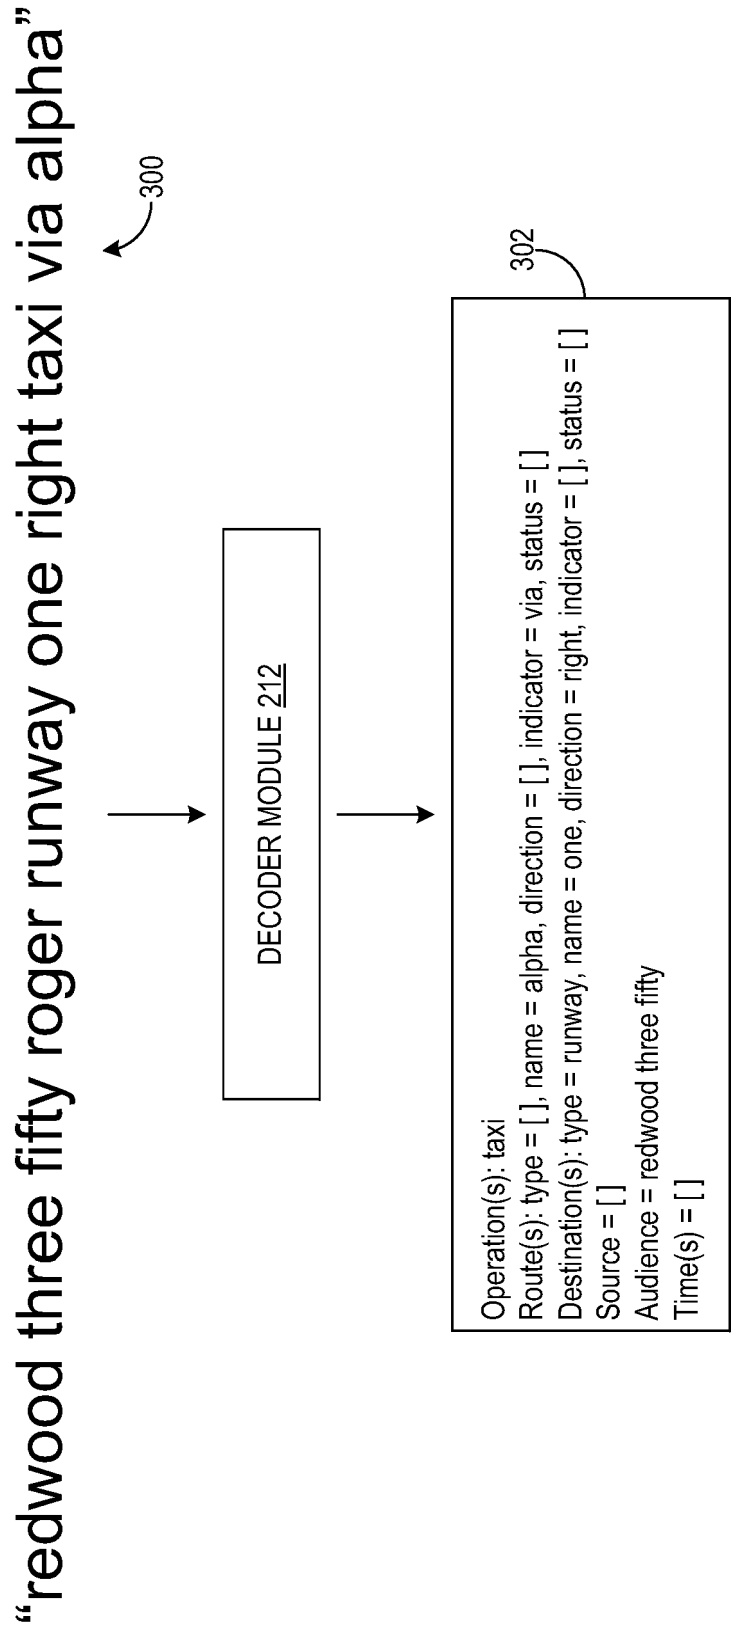 “redwood three fifty roger runway one right taxi via alpha”
300
DECODER MODULE 212
302
Operation(s): taxi
Route(s): type = [ ], name = alpha, direction = [ ], indicator = via, status = [ ]
Destination(s): type = runway, name = one, direction = right, indicator = [ ], status = [ ]
Source = [ ]
Audience = redwood three fifty
Time(s) = [ ]